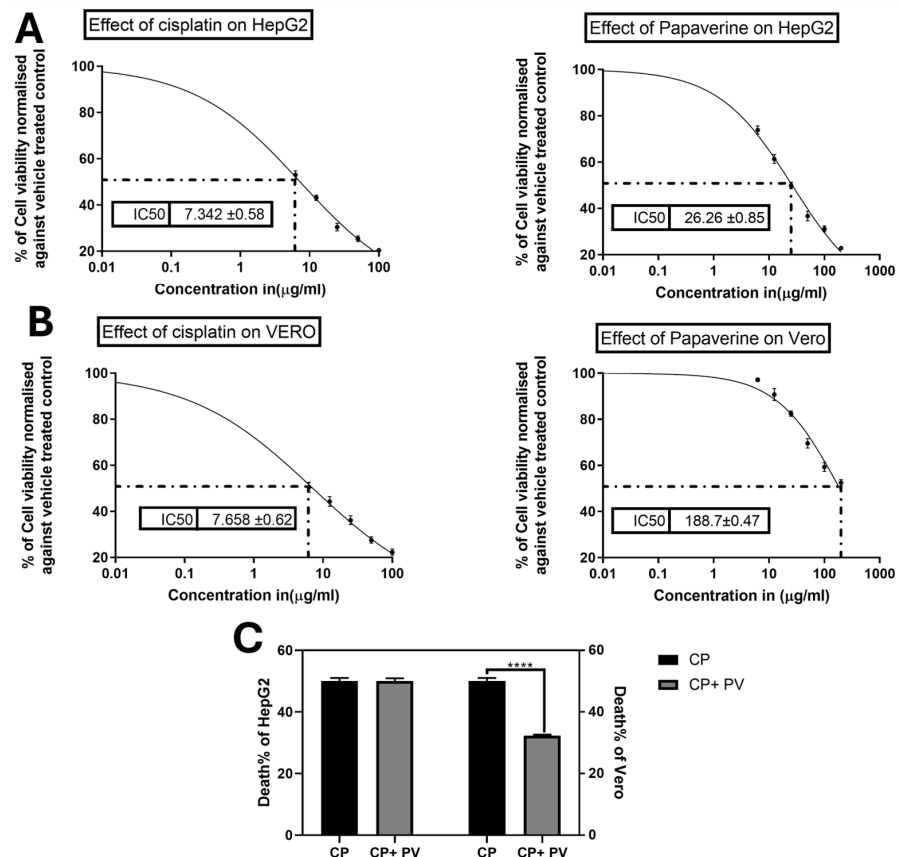 A
Effect of cisplatin on HepG2
% of Cell viability normalised
against vehicle treated control
100
80
60
40
20
IC50 7.342 ±0.58
0.01 0.1 1 10 100
Concentration in(μg/ml)
Effect of Papaverine on HepG2
% of Cell viability normalised
against vehicle treated control
100
80
60
40
20
IC50 26.26 ±0.85
0.01 0.1 1 10 100 1000
Concentration in(μg/ml)
B
Effect of cisplatin on VERO
% of Cell viability normalised
against vehicle treated control
100
80
60
40
20
IC50 7.658 ±0.62
0.01 0.1 1 10 100
Concentration in(μg/ml)
Effect of Papaverine on Vero
% of Cell viability normalised
against vehicle treated control
100
80
60
40
20
IC50 188.7±0.47
0.01 0.1 1 10 100 1000
Concentration in (μg/ml)
C
Death% of HepG2
60
40
20
0
****
60
40
20
0
Death% of Vero
CP CP+ PV CP CP+ PV
CP
CP+ PV